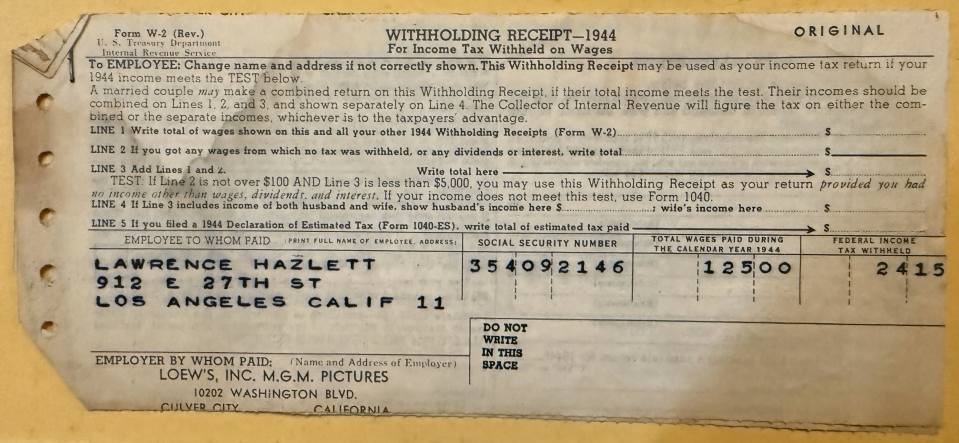 Form W-2 (Rev.)
U. S. Treasury Department
Internal Revenue Service
WITHHOLDING RECEIPT—1944
For Income Tax Withheld on Wages
ORIGINAL
To EMPLOYEE: Change name and address if not correctly shown. This Withholding Receipt may be used as your income tax return if your
1944 income meets the TEST below.
A married couple may make a combined return on this Withholding Receipt, if their total income meets the test. Their incomes should be
combined on Lines 1, 2, and 3, and shown separately on Line 4. The Collector of Internal Revenue will figure the tax on either the com-
bined or the separate incomes, whichever is to the taxpayers' advantage.
LINE 1 Write total of wages shown on this and all your other 1944 Withholding Receipts (Form W-2) $
LINE 2 If you got any wages from which no tax was withheld, or any dividends or interest, write total $
LINE 3 Add Lines 1 and 2. Write total here $
TEST: If Line 2 is not over $100 AND Line 3 is less than $5,000, you may use this Withholding Receipt as your return provided you had
no income other than wages, dividends, and interest. If your income does not meet this test, use Form 1040.
LINE 4 If Line 3 includes income of both husband and wife, show husband's income here $ ; wife's income here $
LINE 5 If you filed a 1944 Declaration of Estimated Tax (Form 1040-ES), write total of estimated tax paid $
EMPLOYEE TO WHOM PAID (PRINT FULL NAME OF EMPLOYEE, ADDRESS)
SOCIAL SECURITY NUMBER
TOTAL WAGES PAID DURING
THE CALENDAR YEAR 1944
FEDERAL INCOME
TAX WITHHELD
LAWRENCE HAZLETT 354092146 12500 2415
912 E 27TH ST
LOS ANGELES CALIF 11
DO NOT
WRITE
IN THIS
SPACE
EMPLOYER BY WHOM PAID: (Name and Address of Employer)
LOEW'S, INC. M.G.M. PICTURES
10202 WASHINGTON BLVD.
CULVER CITY CALIFORNIA